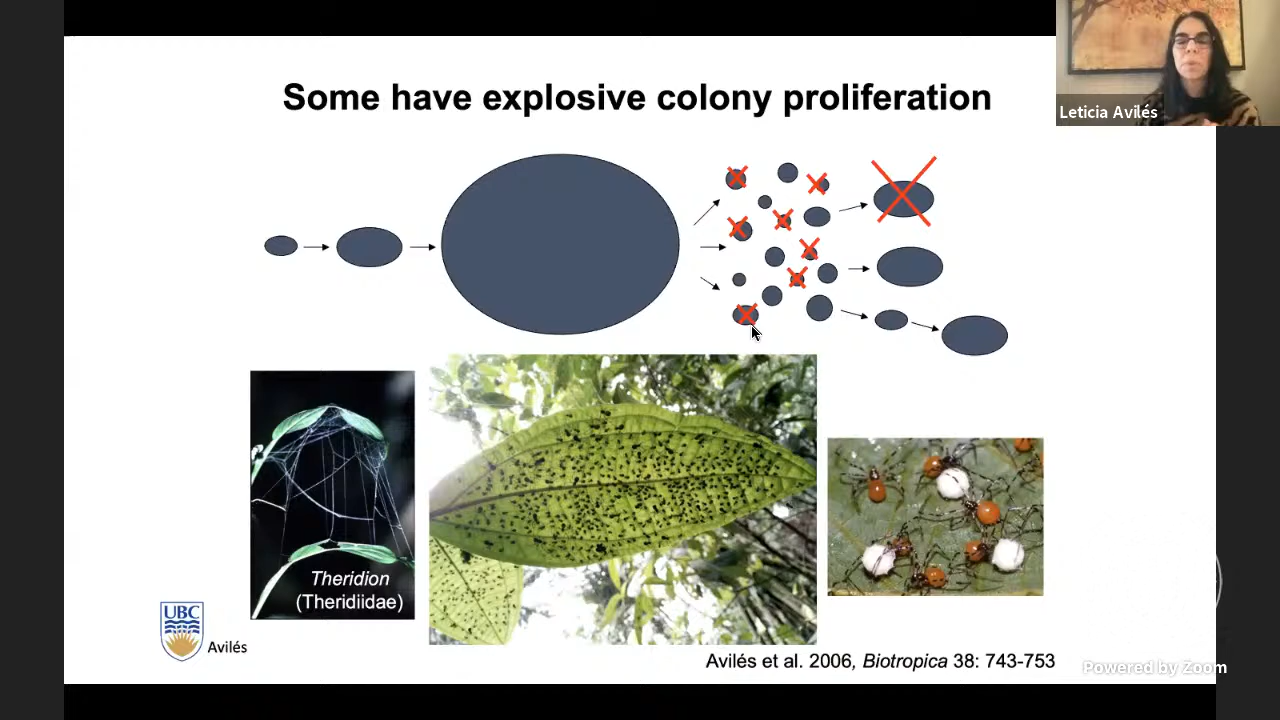 Some have explosive colony proliferation
Leticia Avilés
Theridion
(Theridiidae)
UBC
Avilés
Avilés et al. 2006, Biotropica 38: 743-753
Powered by Zoom